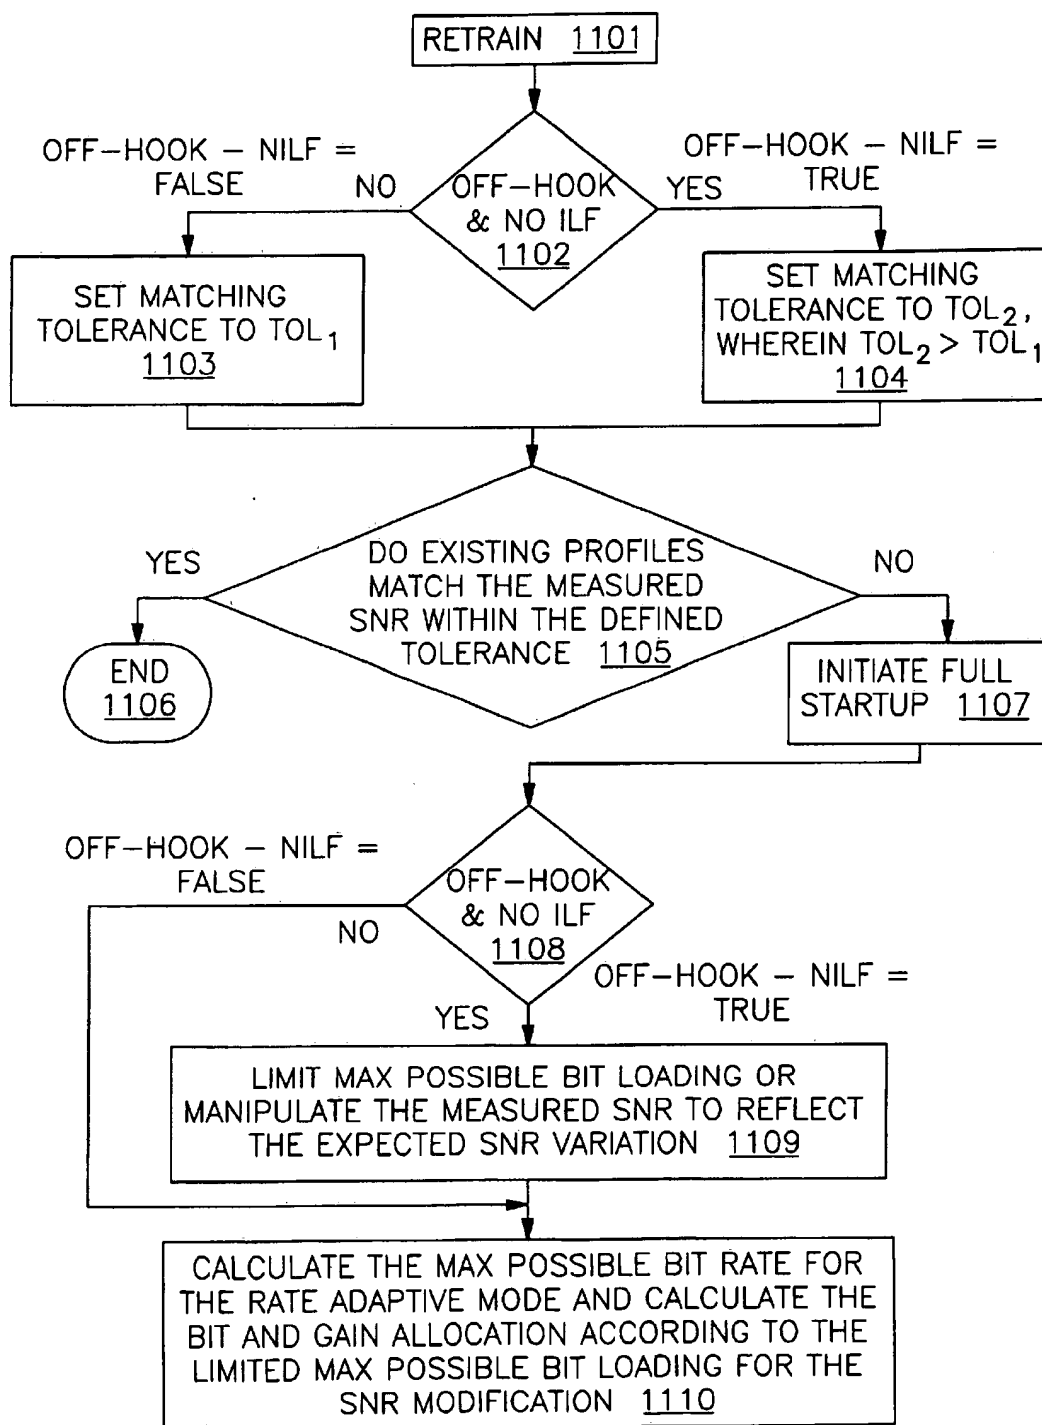 RETRAIN 1101
OFF-HOOK - NILF =
FALSE
NO
OFF-HOOK
& NO ILF
1102
YES
OFF-HOOK - NILF =
TRUE
SET MATCHING
TOLERANCE TO TOL1
1103
SET MATCHING
TOLERANCE TO TOL2,
WHEREIN TOL2 > TOL1
1104
YES
DO EXISTING PROFILES
MATCH THE MEASURED
SNR WITHIN THE DEFINED
TOLERANCE 1105
NO
END
1106
INITIATE FULL
STARTUP 1107
OFF-HOOK - NILF =
FALSE
NO
OFF-HOOK
& NO ILF
1108
OFF-HOOK - NILF =
TRUE
YES
LIMIT MAX POSSIBLE BIT LOADING OR
MANIPULATE THE MEASURED SNR TO REFLECT
THE EXPECTED SNR VARIATION 1109
CALCULATE THE MAX POSSIBLE BIT RATE FOR
THE RATE ADAPTIVE MODE AND CALCULATE THE
BIT AND GAIN ALLOCATION ACCORDING TO THE
LIMITED MAX POSSIBLE BIT LOADING FOR THE
SNR MODIFICATION 1110